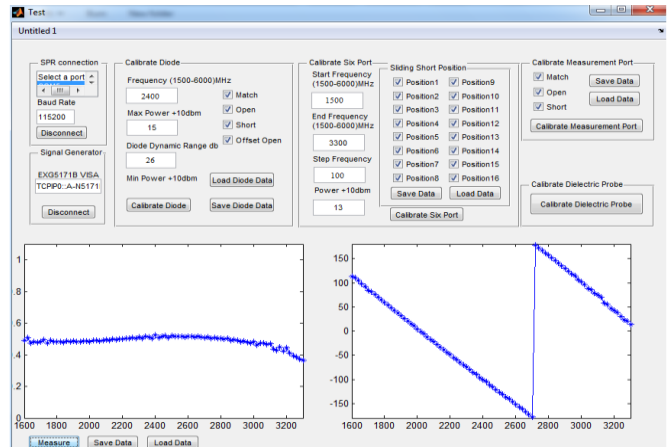 Test
Untitled 1
SPR connection
Select a port
Baud Rate
115200
Disconnect
Signal Generator
EXG5171B VISA
TCPIP0::A-N5171
Disconnect
Calibrate Diode
Frequency (1500-6000)MHz
2400
Max Power +10dbm
15
Diode Dynamic Range db
26
Min Power +10dbm
Match
Open
Short
Offset Open
Load Diode Data
Calibrate Diode
Save Diode Data
Calibrate Six Port
Start Frequency
(1500-6000)MHz
1500
End Frequency
(1500-6000)MHz
3300
Step Frequency
100
Power +10dbm
13
Sliding Short Position
Position1 Position9
Position2 Position10
Position3 Position11
Position4 Position12
Position5 Position13
Position6 Position14
Position7 Position15
Position8 Position16
Save Data Load Data
Calibrate Six Port
Calibrate Measurement Port
Match
Open
Short
Save Data
Load Data
Calibrate Measurement Port
Calibrate Dielectric Probe
Calibrate Dielectric Probe
1
0.8
0.6
0.4
0.2
0
1600 1800 2000 2200 2400 2600 2800 3000 3200
150
100
50
0
-50
-100
-150
1600 1800 2000 2200 2400 2600 2800 3000 3200
Measure Save Data Load Data